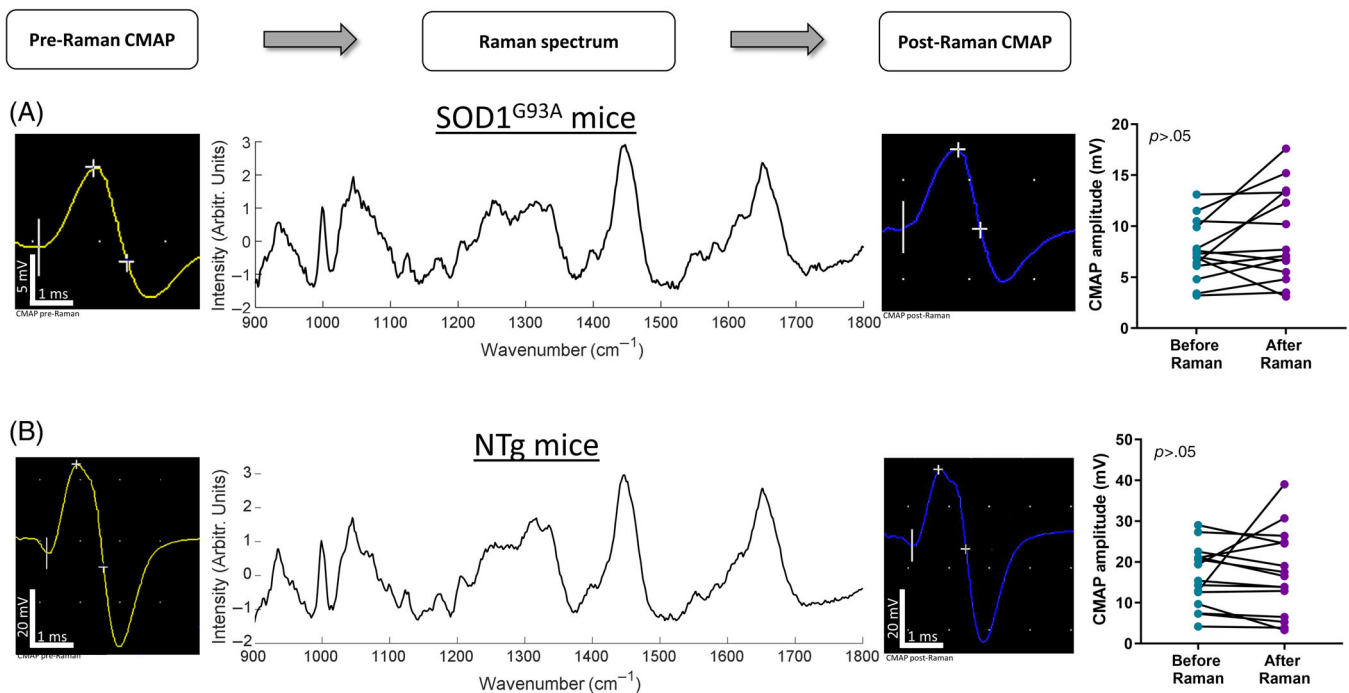 Pre-Raman CMAP
Raman spectrum
Post-Raman CMAP
(A)
SOD1ᴳ⁹³ᴬ mice
5 mV
1 ms
CMAP pre-Raman
Intensity (Arbitr. Units)
3
2
1
0
−1
−2
900 1000 1100 1200 1300 1400 1500 1600 1700 1800
Wavenumber (cm⁻¹)
CMAP post-Raman
CMAP amplitude (mV)
20
15
10
5
0
p>.05
Before Raman
After Raman
(B)
NTg mice
20 mV
1 ms
CMAP pre-Raman
Intensity (Arbitr. Units)
3
2
1
0
−1
−2
900 1000 1100 1200 1300 1400 1500 1600 1700 1800
Wavenumber (cm⁻¹)
20 mV
1 ms
CMAP post-Raman
CMAP amplitude (mV)
50
40
30
20
10
0
p>.05
Before Raman
After Raman